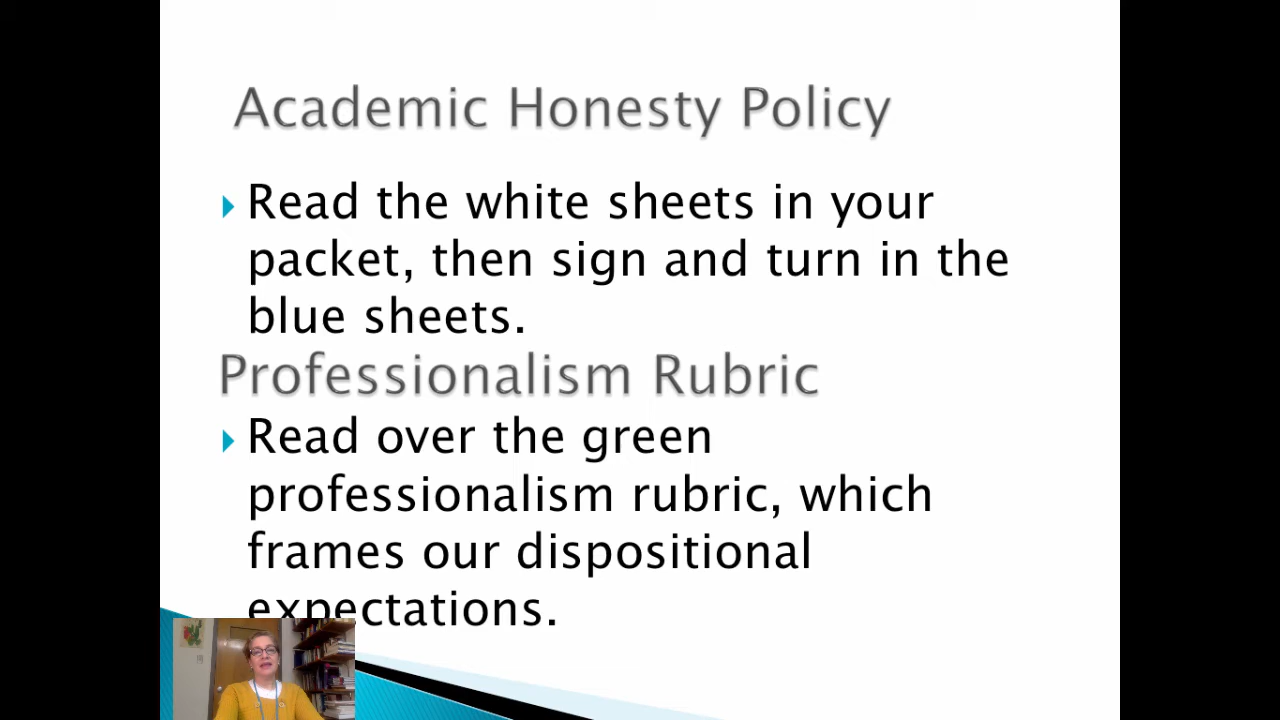 Academic Honesty Policy
Read the white sheets in your
packet, then sign and turn in the
blue sheets.
Professionalism Rubric
Read over the green
professionalism rubric, which
frames our dispositional
expectations.